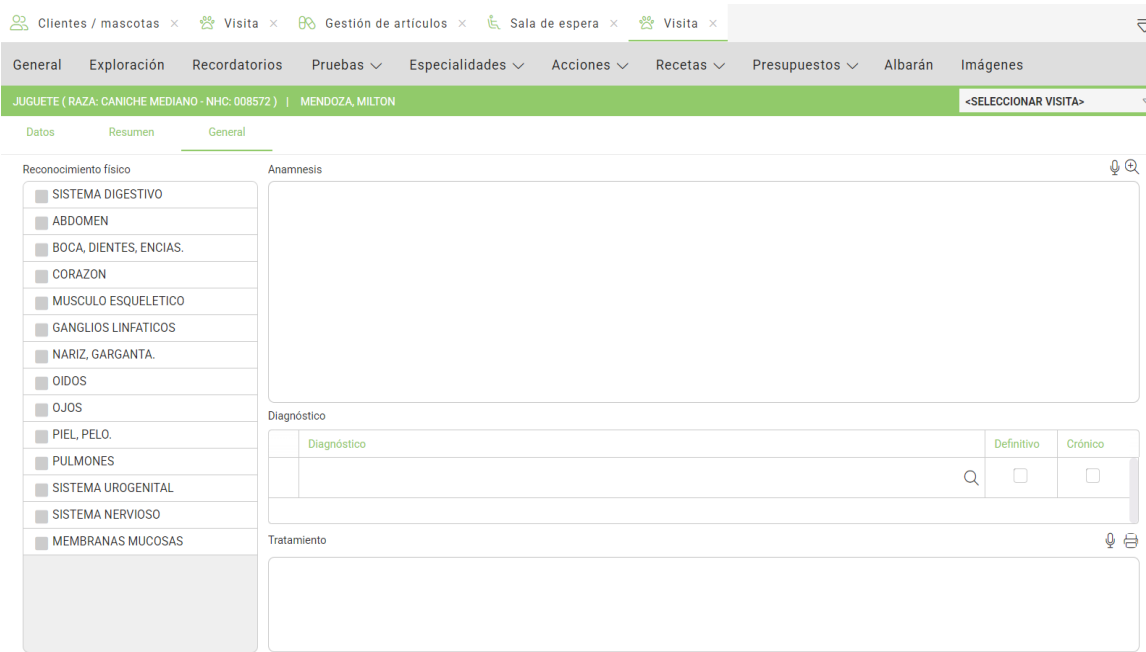 Clientes / mascotas × Visita × Gestión de artículos × Sala de espera × Visita ×
General Exploración Recordatorios Pruebas Especialidades Acciones Recetas Presupuestos Albarán Imágenes
JUGUETE ( RAZA: CANICHE MEDIANO - NHC: 008572 ) | MENDOZA, MILTON <SELECCIONAR VISITA>
Datos Resumen General
Reconocimiento físico
SISTEMA DIGESTIVO
ABDOMEN
BOCA, DIENTES, ENCIAS.
CORAZON
MUSCULO ESQUELETICO
GANGLIOS LINFATICOS
NARIZ, GARGANTA.
OIDOS
OJOS
PIEL, PELO.
PULMONES
SISTEMA UROGENITAL
SISTEMA NERVIOSO
MEMBRANAS MUCOSAS
Anamnesis
Diagnóstico
Diagnóstico Definitivo Crónico
Tratamiento